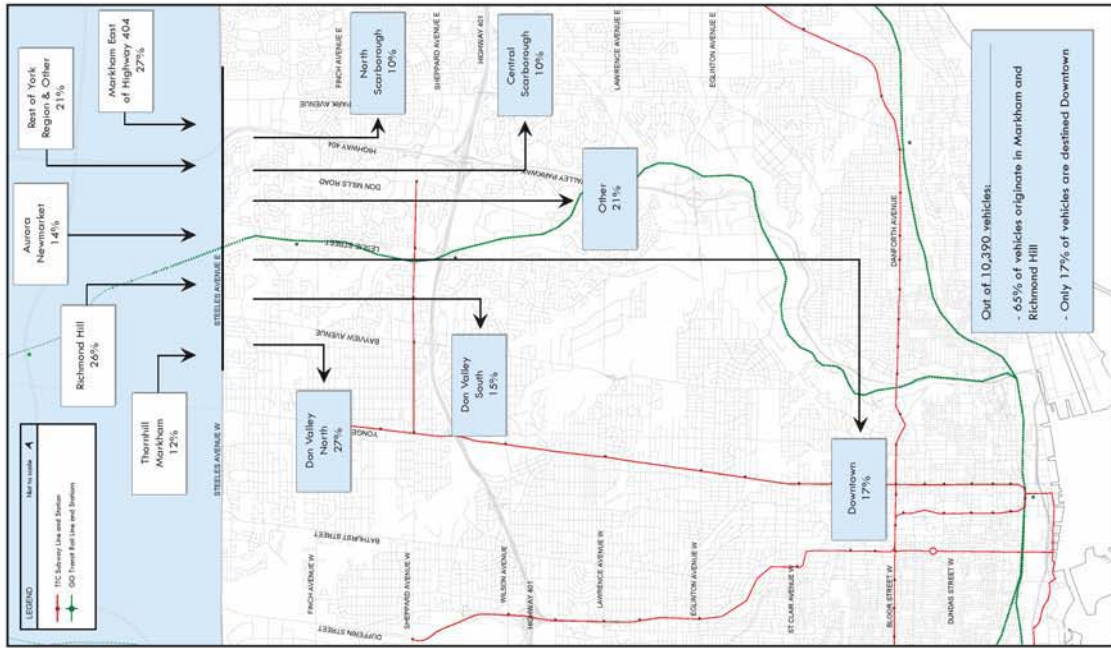 LEGEND
Not to scale
TTC Subway Line and Station
GO Transit Rail Line and Stations
Thornhill
Markham
12%
Richmond Hill
26%
Aurora
Newmarket
14%
Rest of York
Region & Other
21%
Markham East
of Highway 404
27%
STEELES AVENUE W
STEELES AVENUE E
Don Valley
North
27%
Don Valley
South
15%
Downtown
17%
Other
21%
North
Scarborough
10%
Central
Scarborough
10%
DUFFERIN STREET
BATHURST STREET
YONGE
BAYVIEW AVENUE
LESLIE STREET
DON MILLS ROAD
HIGHWAY 404
VALLEY PARKWAY
PARK AVENUE
FINCH AVENUE W
SHEPPARD AVENUE W
WILSON AVENUE
HIGHWAY 401
LAWRENCE AVENUE W
EGLINTON AVENUE W
ST CLAIR AVENUE W
BLOOR STREET W
DUNDAS STREET W
FINCH AVENUE E
SHEPPARD AVENUE E
HIGHWAY 401
LAWRENCE AVENUE E
EGLINTON AVENUE E
DANFORTH AVENUE
Out of 10,390 vehicles:
- 65% of vehicles originate in Markham and
Richmond Hill
- Only 17% of vehicles are destined Downtown